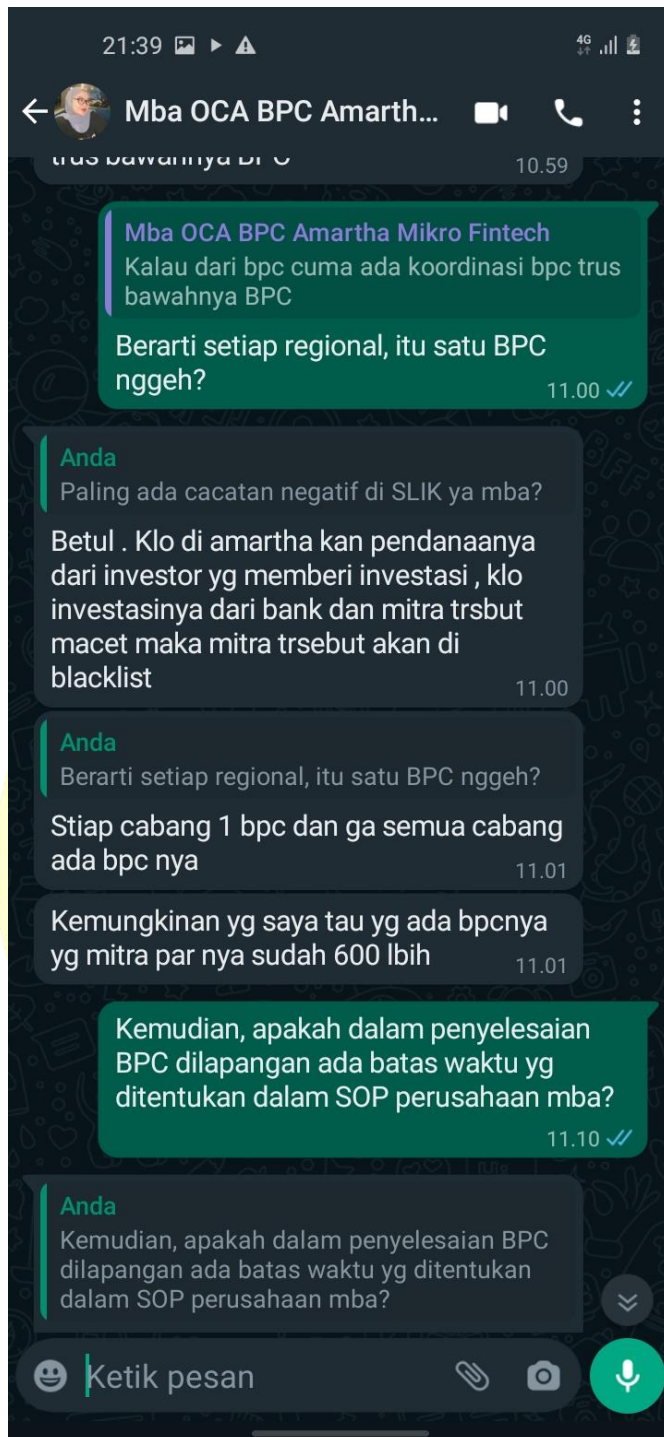 21:39
4G
Mba OCA BPC Amarth...
trus bawahnya BPC
10.59
Mba OCA BPC Amartha Mikro Fintech
Kalau dari bpc cuma ada koordinasi bpc trus
bawahnya BPC
Berarti setiap regional, itu satu BPC
nggeh?
11.00
Anda
Paling ada cacatan negatif di SLIK ya mba?
Betul . Klo di amartha kan pendanaanya
dari investor yg memberi investasi , klo
investasinya dari bank dan mitra trsbut
macet maka mitra trsebut akan di
blacklist
11.00
Anda
Berarti setiap regional, itu satu BPC nggeh?
Stiap cabang 1 bpc dan ga semua cabang
ada bpc nya
11.01
Kemungkinan yg saya tau yg ada bpcnya
yg mitra par nya sudah 600 lbih
11.01
Kemudian, apakah dalam penyelesaian
BPC dilapangan ada batas waktu yg
ditentukan dalam SOP perusahaan mba?
11.10
Anda
Kemudian, apakah dalam penyelesaian BPC
dilapangan ada batas waktu yg ditentukan
dalam SOP perusahaan mba?
Ketik pesan